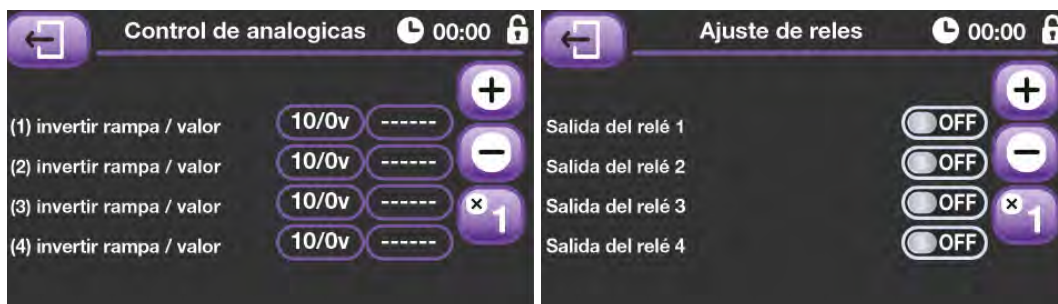 Control de analogicas 00:00
+
(1) invertir rampa / valor 10/0v ------
(2) invertir rampa / valor 10/0v ------
−
(3) invertir rampa / valor 10/0v ------
×1
(4) invertir rampa / valor 10/0v ------
Ajuste de reles 00:00
+
Salida del relé 1 OFF
Salida del relé 2 OFF
−
Salida del relé 3 OFF
×1
Salida del relé 4 OFF